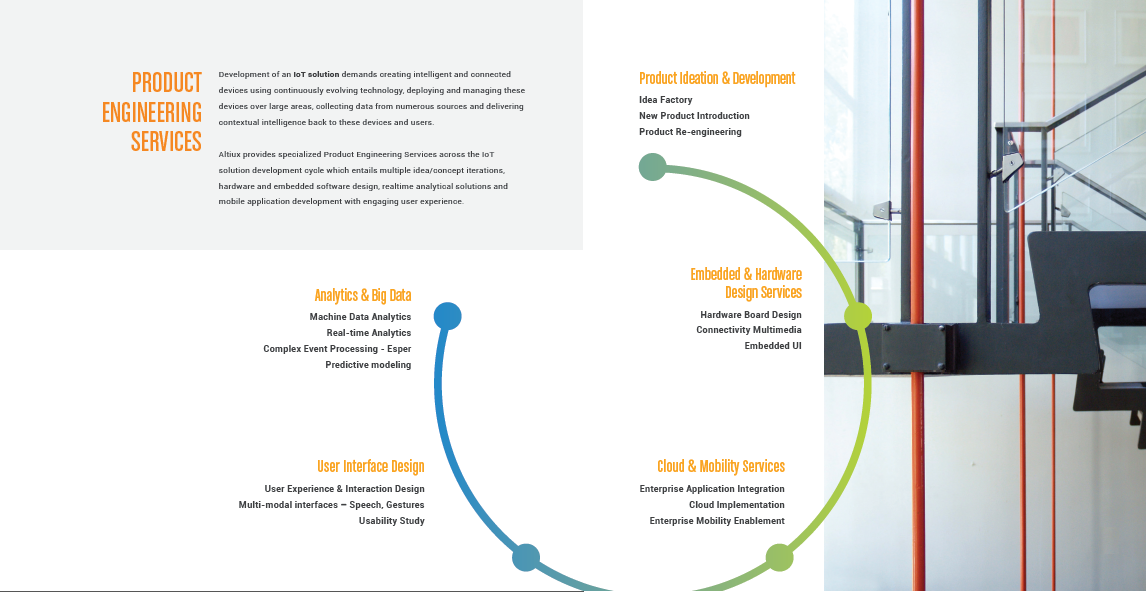 PRODUCT
ENGINEERING
SERVICES
Development of an IoT solution demands creating intelligent and connected
devices using continuously evolving technology, deploying and managing these
devices over large areas, collecting data from numerous sources and delivering
contextual intelligence back to these devices and users.
Altiux provides specialized Product Engineering Services across the IoT
solution development cycle which entails multiple idea/concept iterations,
hardware and embedded software design, realtime analytical solutions and
mobile application development with engaging user experience.
Product Ideation & Development
Idea Factory
New Product Introduction
Product Re-engineering
Embedded & Hardware
Design Services
Hardware Board Design
Connectivity Multimedia
Embedded UI
Analytics & Big Data
Machine Data Analytics
Real-time Analytics
Complex Event Processing - Esper
Predictive modeling
User Interface Design
User Experience & Interaction Design
Multi-modal interfaces – Speech, Gestures
Usability Study
Cloud & Mobility Services
Enterprise Application Integration
Cloud Implementation
Enterprise Mobility Enablement